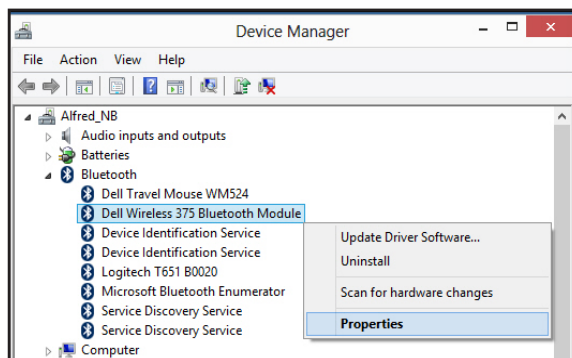 Device Manager
File Action View Help
Alfred_NB
Audio inputs and outputs
Batteries
Bluetooth
Dell Travel Mouse WM524
Dell Wireless 375 Bluetooth Module
Device Identification Service
Device Identification Service
Logitech T651 B0020
Microsoft Bluetooth Enumerator
Service Discovery Service
Service Discovery Service
Computer
Update Driver Software...
Uninstall
Scan for hardware changes
Properties